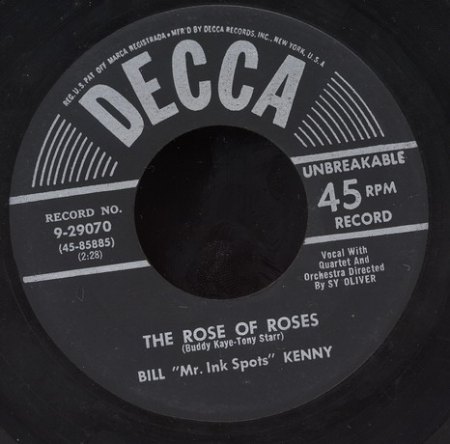 REG. U.S. PAT. OFF. MARCA REGISTRADA • MF'R'D BY DECCA RECORDS, INC., NEW YORK, U.S.A.
DECCA
RECORD NO.
9-29070
(45-85885)
(2:28)
UNBREAKABLE
45 RPM
RECORD
Vocal With
Quartet And
Orchestra Directed
By SY OLIVER
THE ROSE OF ROSES
(Buddy Kaye-Tony Starr)
BILL "Mr. Ink Spots" KENNY